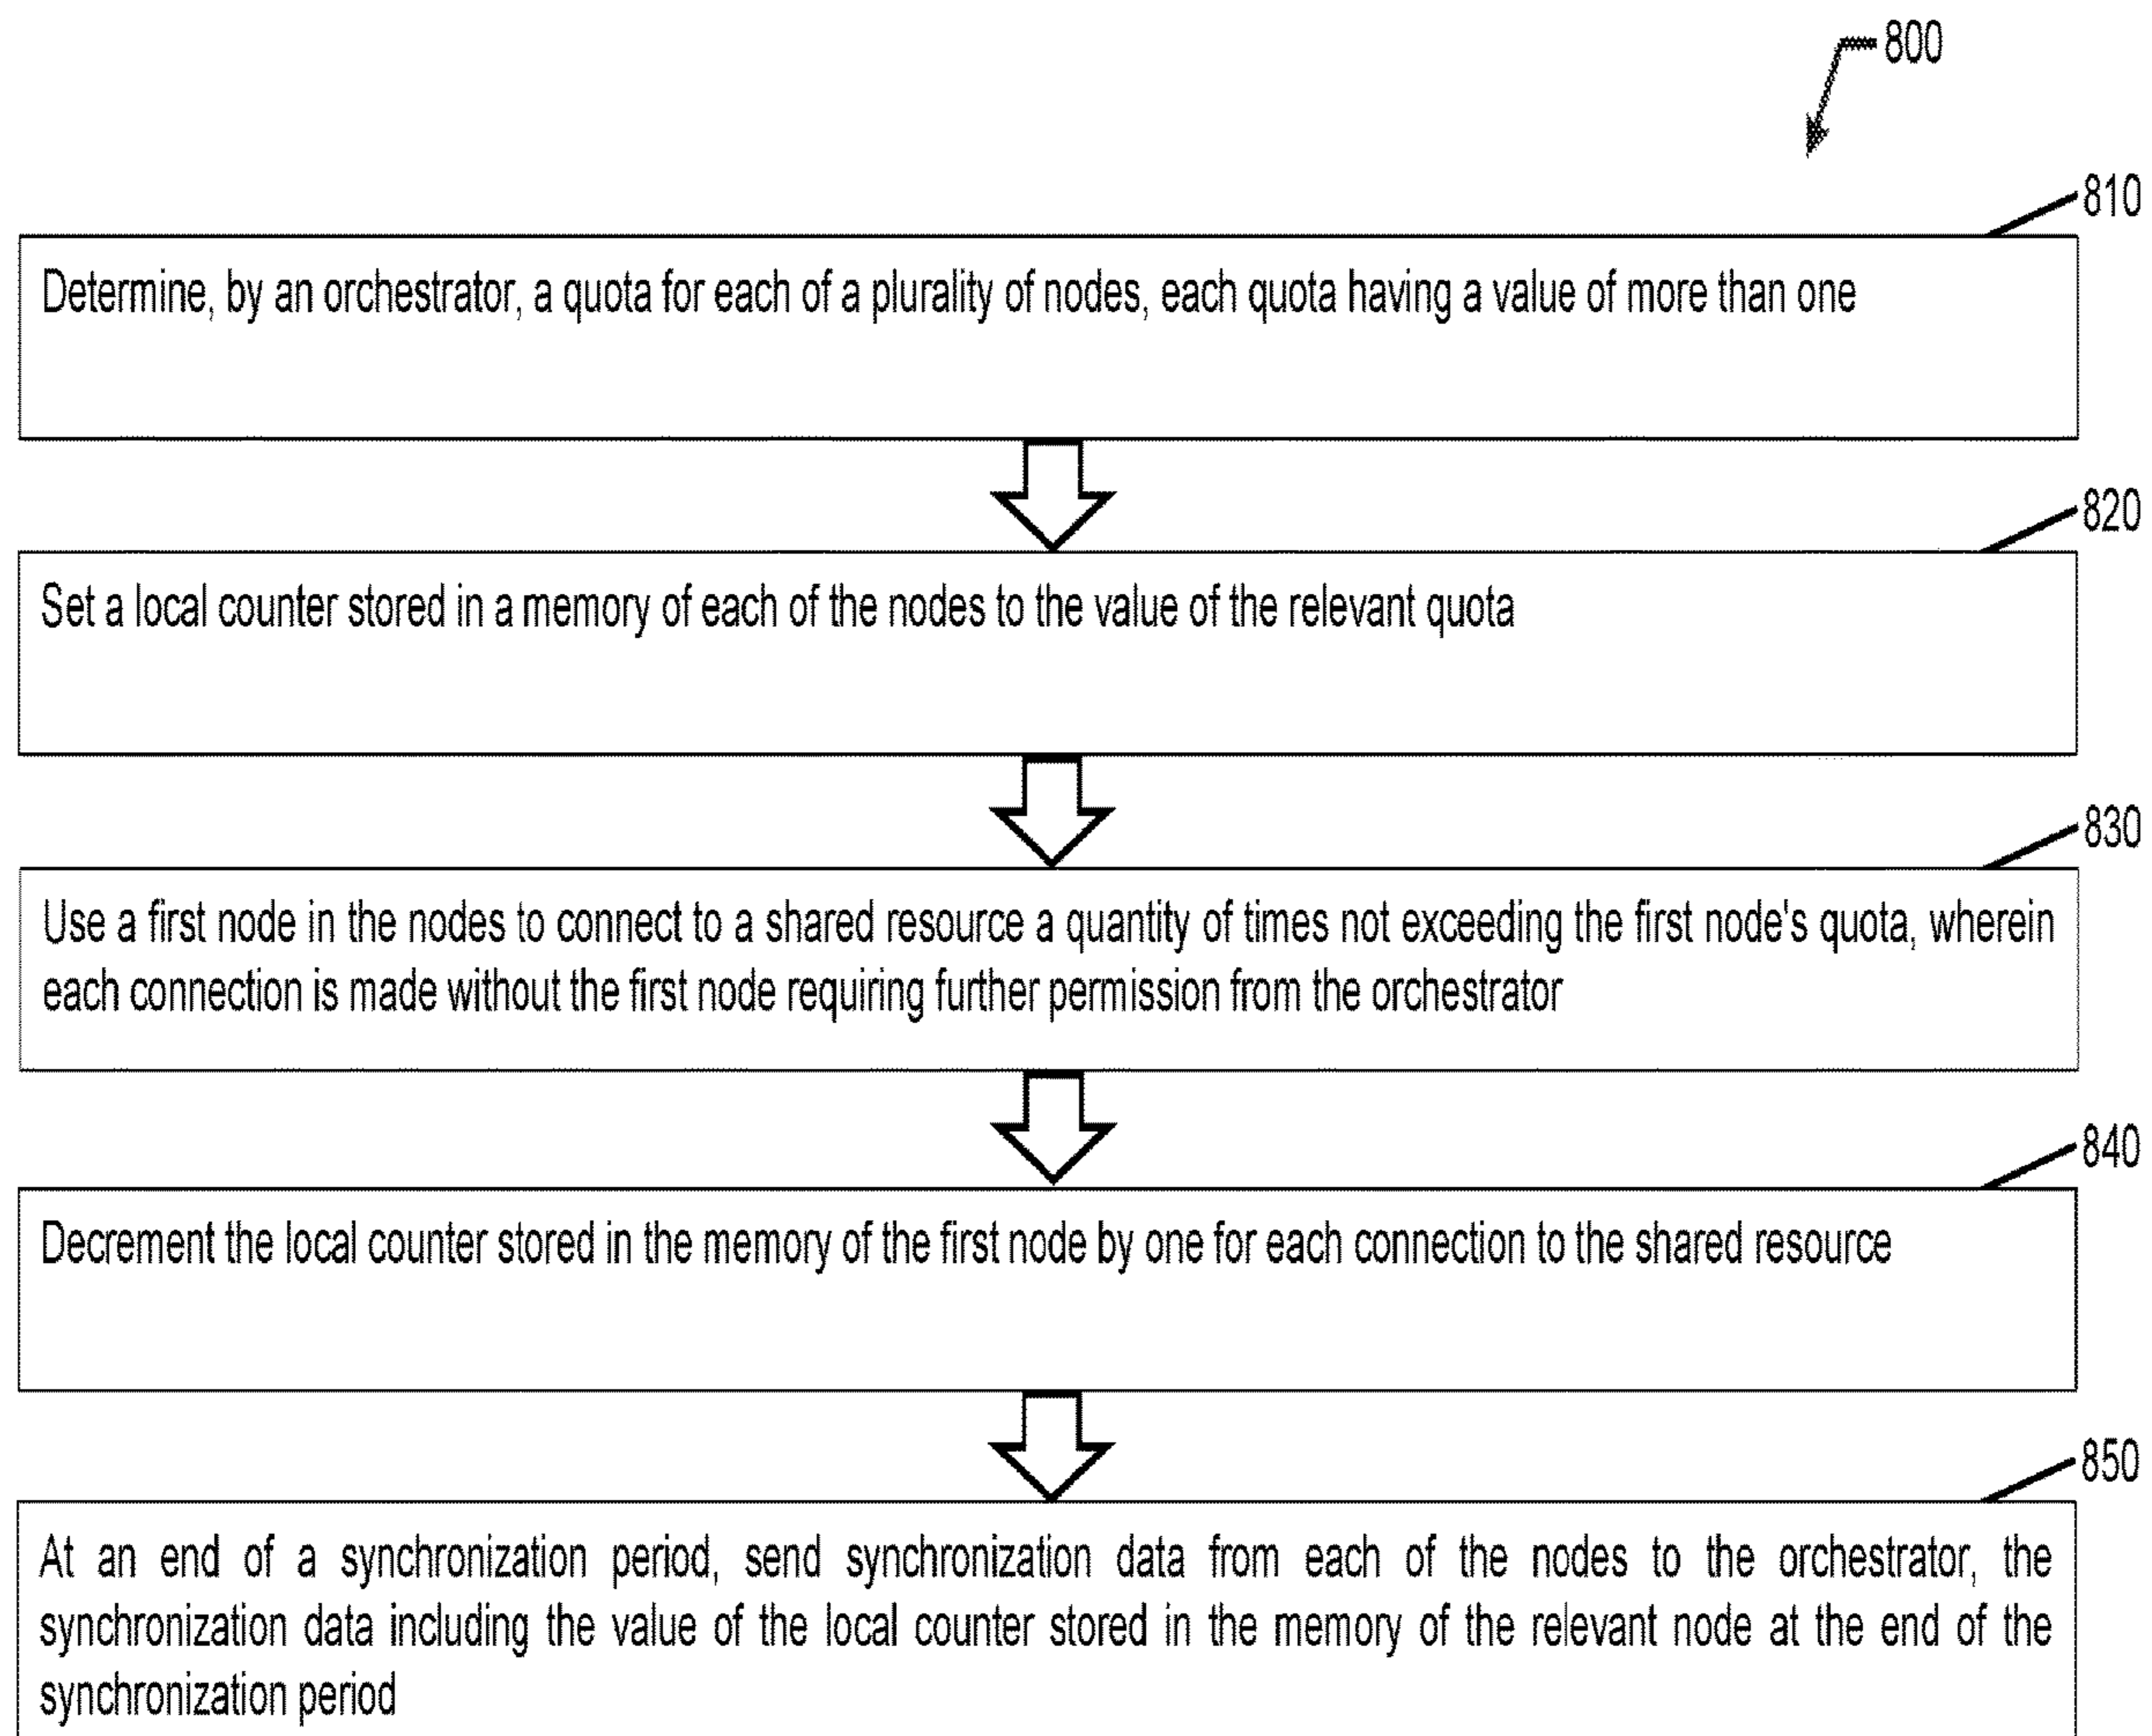 800
810
Determine, by an orchestrator, a quota for each of a plurality of nodes, each quota having a value of more than one
820
Set a local counter stored in a memory of each of the nodes to the value of the relevant quota
830
Use a first node in the nodes to connect to a shared resource a quantity of times not exceeding the first node's quota, wherein
each connection is made without the first node requiring further permission from the orchestrator
840
Decrement the local counter stored in the memory of the first node by one for each connection to the shared resource
850
At an end of a synchronization period, send synchronization data from each of the nodes to the orchestrator, the
synchronization data including the value of the local counter stored in the memory of the relevant node at the end of the
synchronization period